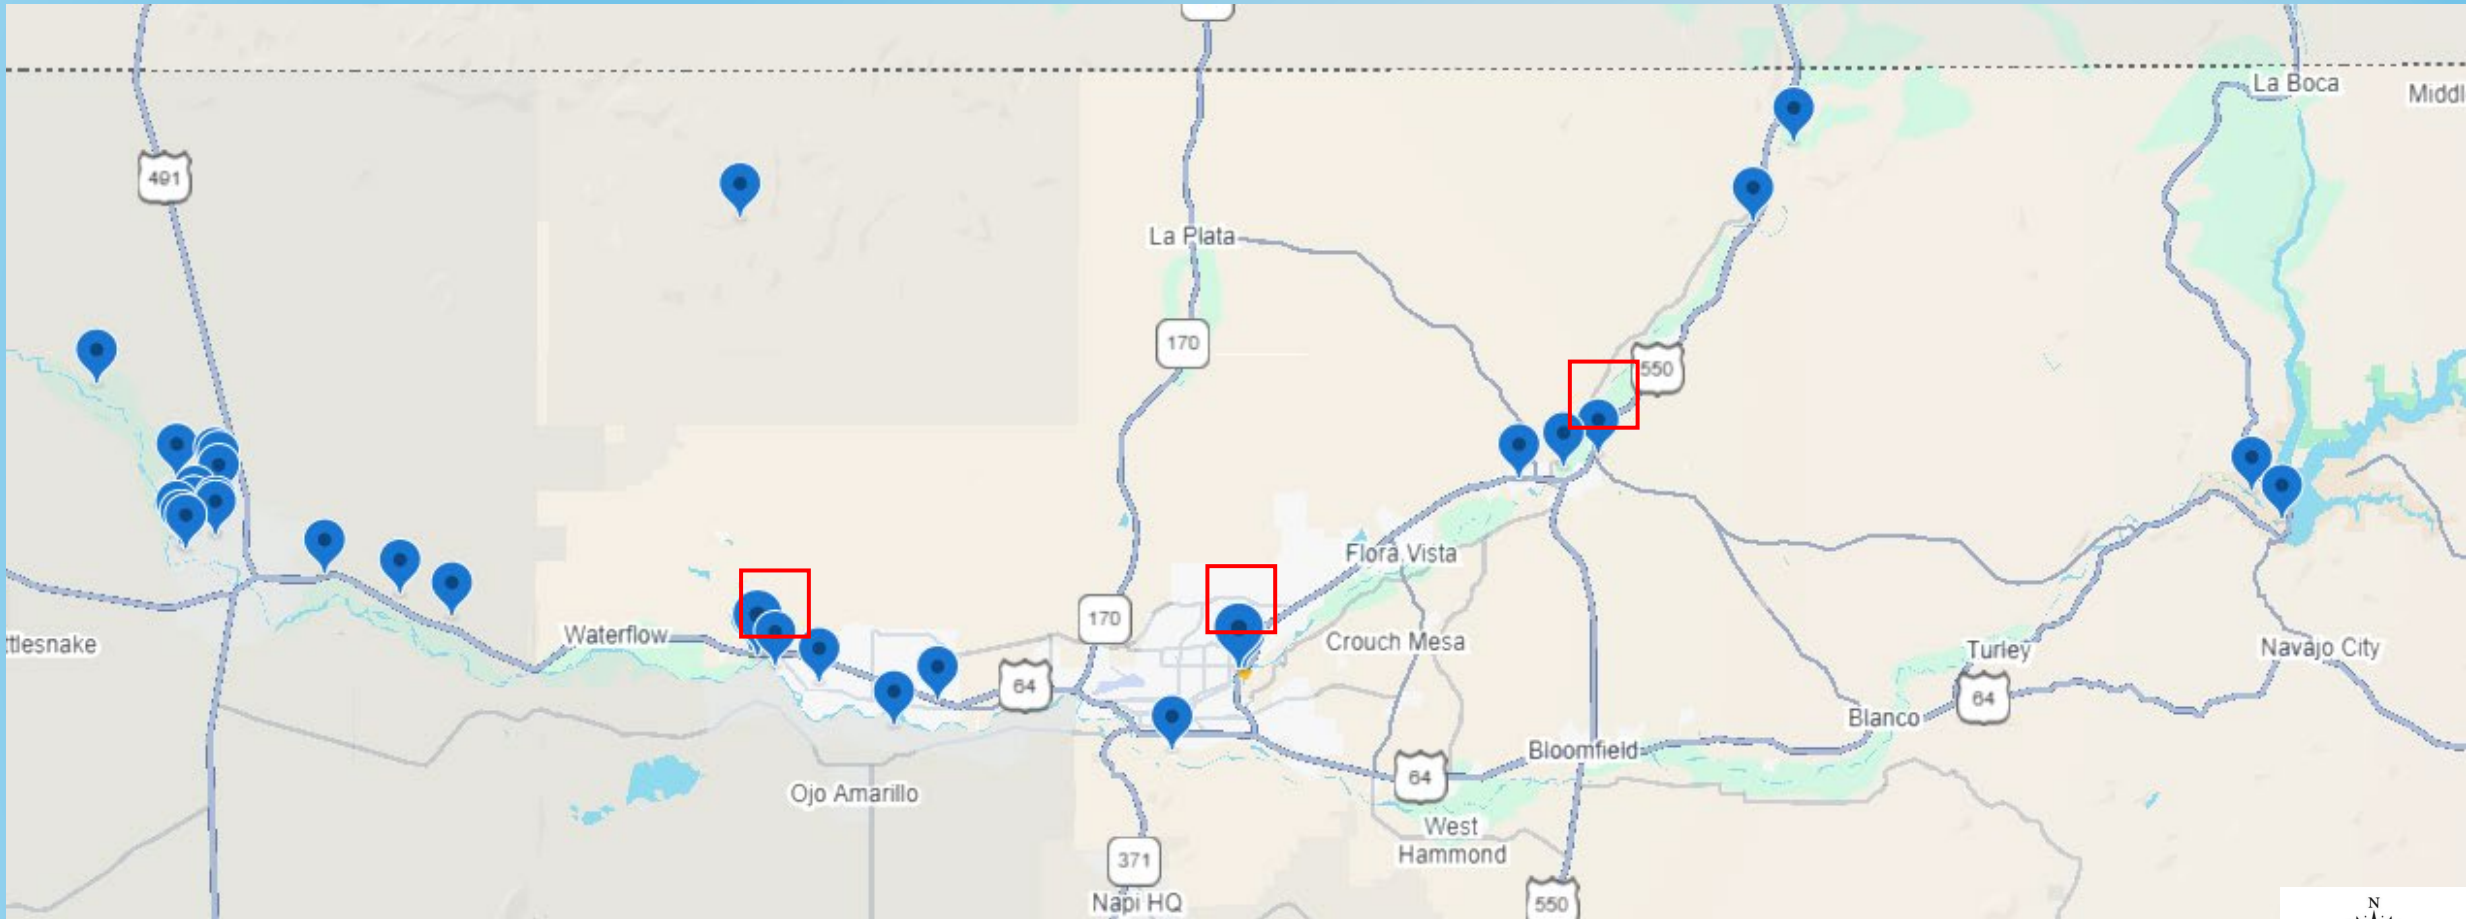 La Boca
Middl
491
La Plata
170
550
Flora Vista
170
Waterflow
Crouch Mesa
ttlesnake
Turley
Navajo City
64
64
Blanco
Bloomfield
64
Ojo Amarillo
West
Hammond
371
Napi HQ
550
N